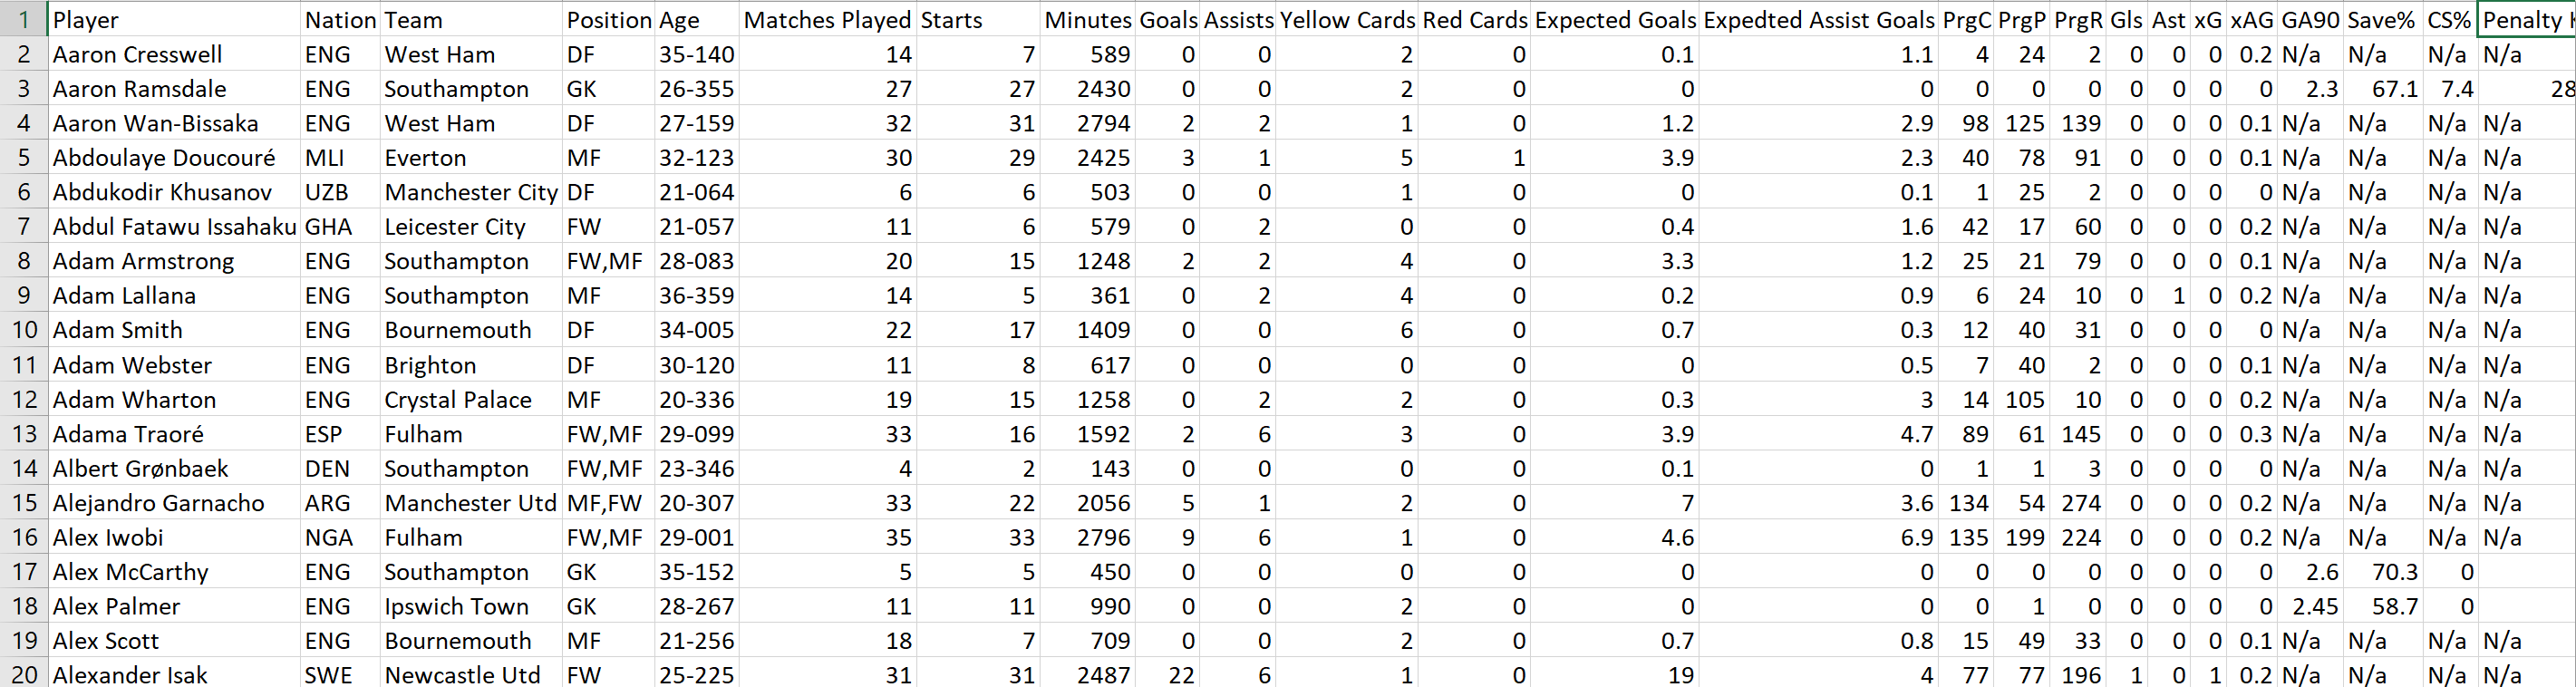 1 Player Nation Team Position Age Matches Played Starts Minutes Goals Assists Yellow Cards Red Cards Expected Goals Expedted Assist Goals PrgC PrgP PrgR Gls Ast xG xAG GA90 Save% CS% Penalty
2 Aaron Cresswell ENG West Ham DF 35-140 14 7 589 0 0 2 0 0.1 1.1 4 24 2 0 0 0 0.2 N/a N/a N/a N/a
3 Aaron Ramsdale ENG Southampton GK 26-355 27 27 2430 0 0 2 0 0 0 0 0 0 0 0 0 0 2.3 67.1 7.4 28
4 Aaron Wan-Bissaka ENG West Ham DF 27-159 32 31 2794 2 2 1 0 1.2 2.9 98 125 139 0 0 0 0.1 N/a N/a N/a N/a
5 Abdoulaye Doucouré MLI Everton MF 32-123 30 29 2425 3 1 5 1 3.9 2.3 40 78 91 0 0 0 0.1 N/a N/a N/a N/a
6 Abdukodir Khusanov UZB Manchester City DF 21-064 6 6 503 0 0 1 0 0 0.1 1 25 2 0 0 0 0 N/a N/a N/a N/a
7 Abdul Fatawu Issahaku GHA Leicester City FW 21-057 11 6 579 0 2 0 0 0.4 1.6 42 17 60 0 0 0 0.2 N/a N/a N/a N/a
8 Adam Armstrong ENG Southampton FW,MF 28-083 20 15 1248 2 2 4 0 3.3 1.2 25 21 79 0 0 0 0.1 N/a N/a N/a N/a
9 Adam Lallana ENG Southampton MF 36-359 14 5 361 0 2 4 0 0.2 0.9 6 24 10 0 1 0 0.2 N/a N/a N/a N/a
10 Adam Smith ENG Bournemouth DF 34-005 22 17 1409 0 0 6 0 0.7 0.3 12 40 31 0 0 0 0 N/a N/a N/a N/a
11 Adam Webster ENG Brighton DF 30-120 11 8 617 0 0 0 0 0 0.5 7 40 2 0 0 0 0.1 N/a N/a N/a N/a
12 Adam Wharton ENG Crystal Palace MF 20-336 19 15 1258 0 2 2 0 0.3 3 14 105 10 0 0 0 0.2 N/a N/a N/a N/a
13 Adama Traoré ESP Fulham FW,MF 29-099 33 16 1592 2 6 3 0 3.9 4.7 89 61 145 0 0 0 0.3 N/a N/a N/a N/a
14 Albert Grønbaek DEN Southampton FW,MF 23-346 4 2 143 0 0 0 0 0.1 0 1 1 3 0 0 0 0 N/a N/a N/a N/a
15 Alejandro Garnacho ARG Manchester Utd MF,FW 20-307 33 22 2056 5 1 2 0 7 3.6 134 54 274 0 0 0 0.2 N/a N/a N/a N/a
16 Alex Iwobi NGA Fulham FW,MF 29-001 35 33 2796 9 6 1 0 4.6 6.9 135 199 224 0 0 0 0.2 N/a N/a N/a N/a
17 Alex McCarthy ENG Southampton GK 35-152 5 5 450 0 0 0 0 0 0 0 0 0 0 0 0 0 2.6 70.3 0
18 Alex Palmer ENG Ipswich Town GK 28-267 11 11 990 0 0 2 0 0 0 0 1 0 0 0 0 0 2.45 58.7 0
19 Alex Scott ENG Bournemouth MF 21-256 18 7 709 0 0 2 0 0.7 0.8 15 49 33 0 0 0 0.1 N/a N/a N/a N/a
20 Alexander Isak SWE Newcastle Utd FW 25-225 31 31 2487 22 6 1 0 19 4 77 77 196 1 0 1 0.2 N/a N/a N/a N/a